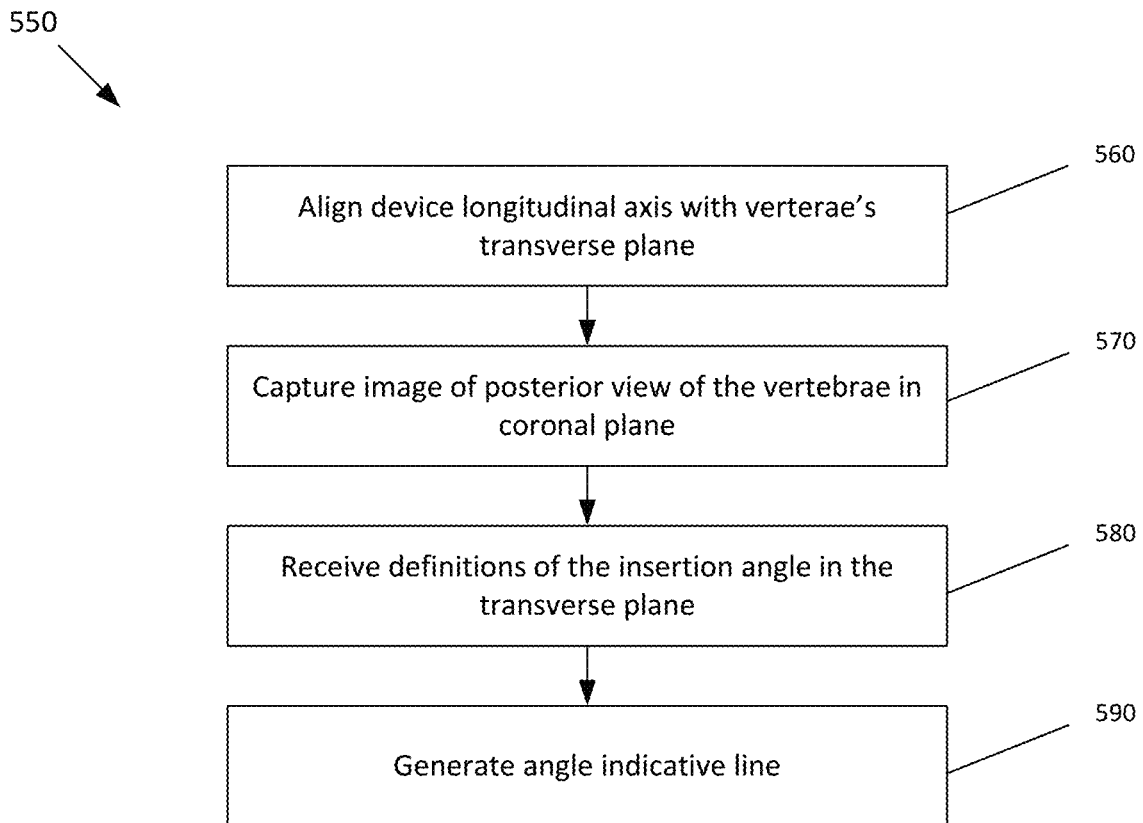 550
560
Align device longitudinal axis with verterae’s
transverse plane
570
Capture image of posterior view of the vertebrae in
coronal plane
580
Receive definitions of the insertion angle in the
transverse plane
590
Generate angle indicative line